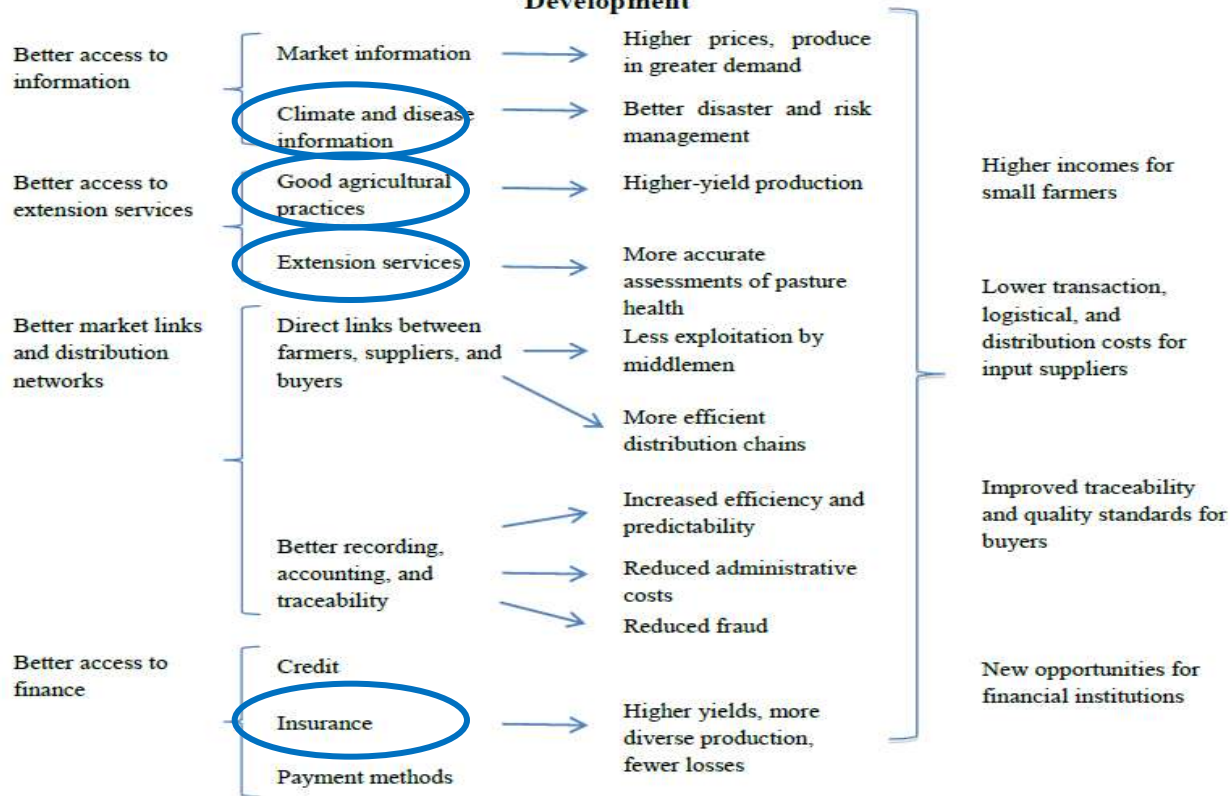 Development
Better access to
information
Market information
Higher prices, produce
in greater demand
Climate and disease
information
Better disaster and risk
management
Better access to
extension services
Good agricultural
practices
Higher-yield production
Extension services
More accurate
assessments of pasture
health
Better market links
and distribution
networks
Direct links between
farmers, suppliers, and
buyers
Less exploitation by
middlemen
More efficient
distribution chains
Better recording,
accounting, and
traceability
Increased efficiency and
predictability
Reduced administrative
costs
Reduced fraud
Better access to
finance
Credit
Insurance
Higher yields, more
diverse production,
fewer losses
Payment methods
Higher incomes for
small farmers
Lower transaction,
logistical, and
distribution costs for
input suppliers
Improved traceability
and quality standards for
buyers
New opportunities for
financial institutions